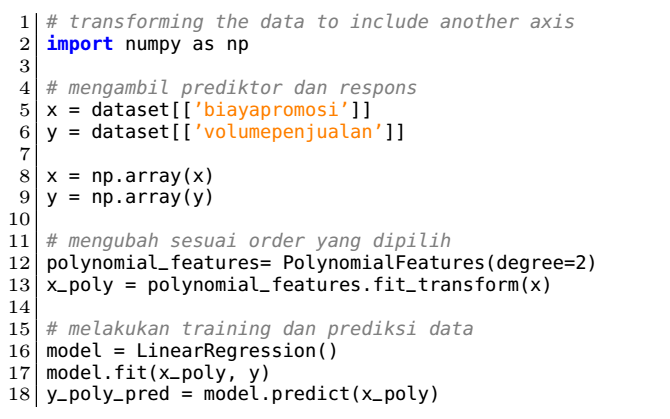 1 # transforming the data to include another axis
2 import numpy as np
3
4 # mengambil prediktor dan respons
5 x = dataset[['biayapromosi']]
6 y = dataset[['volumepenjualan']]
7
8 x = np.array(x)
9 y = np.array(y)
10
11 # mengubah sesuai order yang dipilih
12 polynomial_features= PolynomialFeatures(degree=2)
13 x_poly = polynomial_features.fit_transform(x)
14
15 # melakukan training dan prediksi data
16 model = LinearRegression()
17 model.fit(x_poly, y)
18 y_poly_pred = model.predict(x_poly)